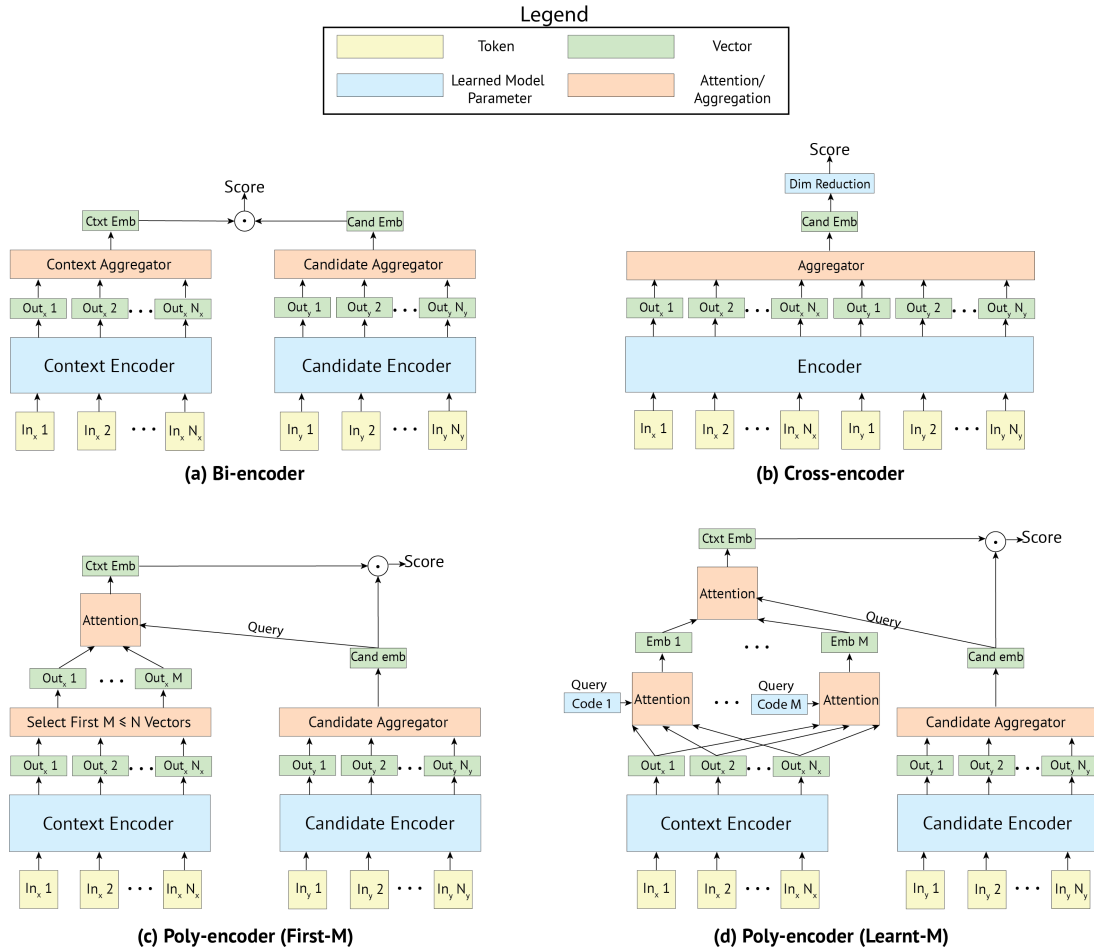 Legend
Token
Vector
Learned Model
Parameter
Attention/
Aggregation
Score
Ctxt Emb
Cand Emb
Context Aggregator
Candidate Aggregator
Outx 1 Outx 2 ... Outx Nx
Outy 1 Outy 2 ... Outy Ny
Context Encoder
Candidate Encoder
Inx 1 Inx 2 ... Inx Nx
Iny 1 Iny 2 ... Iny Ny
(a) Bi-encoder
Score
Dim Reduction
Cand Emb
Aggregator
Outx 1 Outx 2 ... Outx Nx Outy 1 Outy 2 ... Outy Ny
Encoder
Inx 1 Inx 2 ... Inx Nx Iny 1 Iny 2 ... Iny Ny
(b) Cross-encoder
Ctxt Emb
Score
Attention
Query
Cand emb
Outx 1 ... Outx M
Select First M ⩽ N Vectors
Candidate Aggregator
Outx 1 Outx 2 ... Outx Nx
Outy 1 Outy 2 ... Outy Ny
Context Encoder
Candidate Encoder
Inx 1 Inx 2 ... Inx Nx
Iny 1 Iny 2 ... Iny Ny
(c) Poly-encoder (First-M)
Ctxt Emb
Score
Attention
Query
Emb 1 ... Emb M
Cand emb
Query
Code 1
Attention
...
Query
Code M
Attention
Candidate Aggregator
Outx 1 Outx 2 ... Outx Nx
Outy 1 Outy 2 ... Outy Ny
Context Encoder
Candidate Encoder
Inx 1 Inx 2 ... Inx Nx
Iny 1 Iny 2 ... Iny Ny
(d) Poly-encoder (Learnt-M)